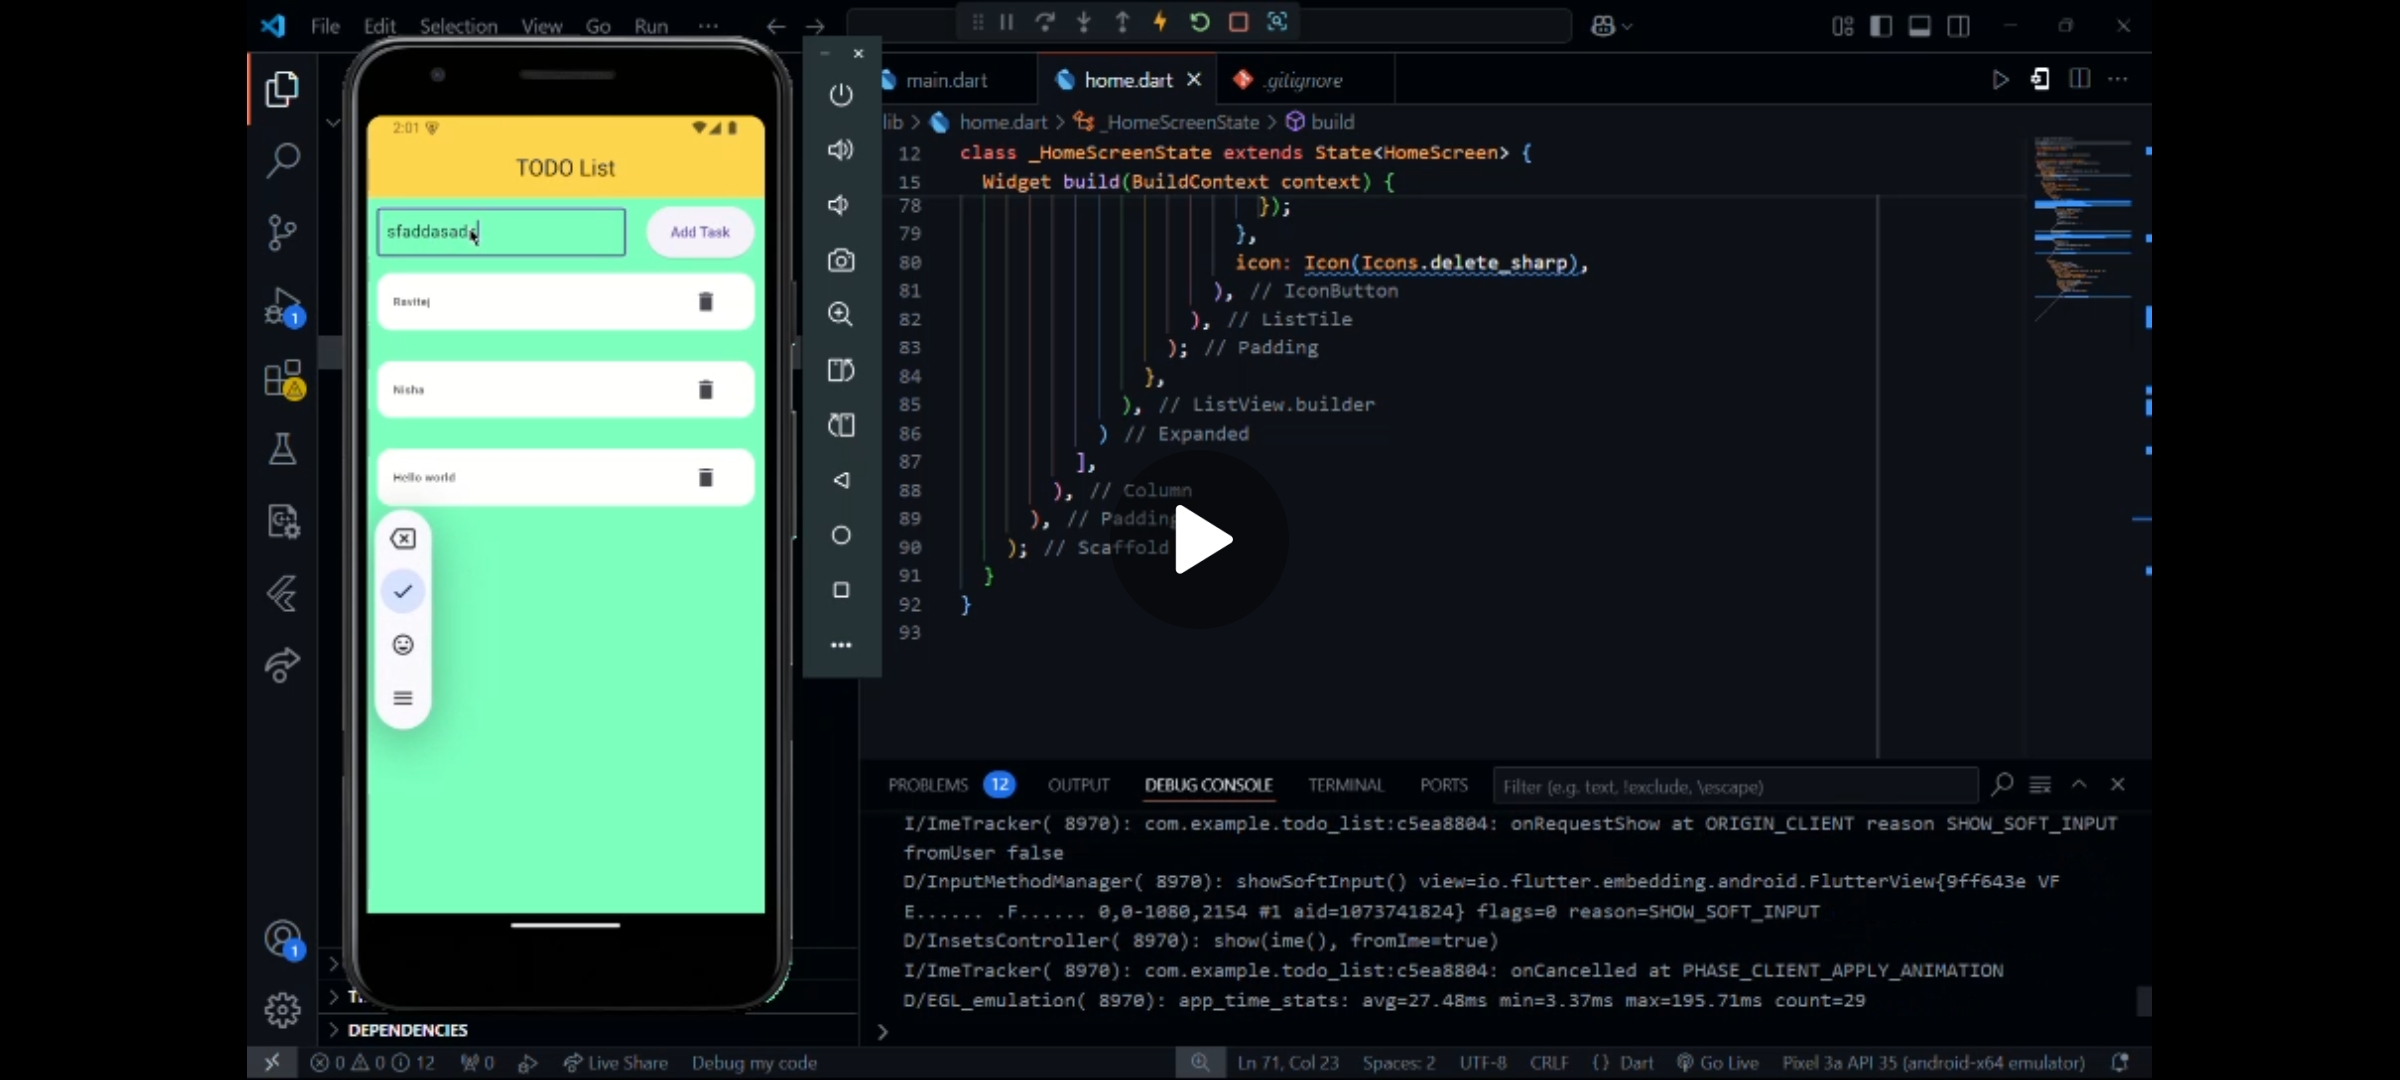 File Edit Selection View Go Run ...
main.dart home.dart .gitignore
lib > home.dart > _HomeScreenState > build
2:01
TODO List
Add Task
Ravitej
Nisha
Hello world
12 class _HomeScreenState extends State<HomeScreen> {
15 Widget build(BuildContext context) {
78 });
79 },
80 icon: Icon(Icons.delete_sharp),
81 ), // IconButton
82 ), // ListTile
83 ); // Padding
84 },
85 ), // ListView.builder
86 ) // Expanded
87 ],
88 ), // Column
89 ), // Padding
90 ); // Scaffold
91 }
92 }
93
PROBLEMS 12 OUTPUT DEBUG CONSOLE TERMINAL PORTS Filter (e.g. text, !exclude, \escape)
I/ImeTracker( 8970): com.example.todo_list:c5ea8804: onRequestShow at ORIGIN_CLIENT reason SHOW_SOFT_INPUT
fromUser false
D/InputMethodManager( 8970): showSoftInput() view=io.flutter.embedding.android.FlutterView{9ff643e VF
E...... .F...... 0,0-1080,2154 #1 aid=1073741824} flags=0 reason=SHOW_SOFT_INPUT
D/InsetsController( 8970): show(ime(), fromIme=true)
I/ImeTracker( 8970): com.example.todo_list:c5ea8804: onCancelled at PHASE_CLIENT_APPLY_ANIMATION
D/EGL_emulation( 8970): app_time_stats: avg=27.48ms min=3.37ms max=195.71ms count=29
>
1
1
DEPENDENCIES
0 0 12 0 Live Share Debug my code Ln 71, Col 23 Spaces: 2 UTF-8 CRLF {} Dart Go Live Pixel 3a API 35 (android-x64 emulator)